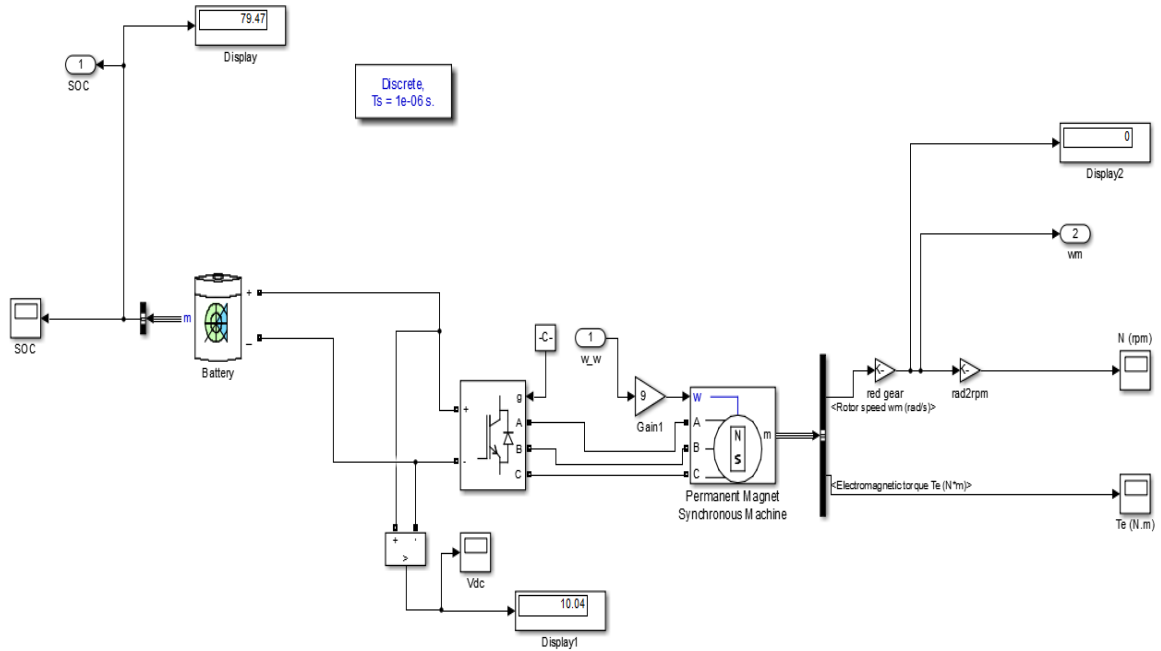 79.47
Display
1
SOC
Discrete,
Ts = 1e-06 s.
0
Display2
2
wm
SOC
m
+
_
Battery
-C-
1
w_w
N (rpm)
g
+
A
B
-
C
9
Gain1
w
A
B
C
N
S
m
Permanent Magnet
Synchronous Machine
K-
red gear
K-
rad2rpm
<Rotor speed wm (rad/s)>
<Electromagnetic torque Te (N*m)>
Te (N.m)
+ -
Vdc
10.04
Display1